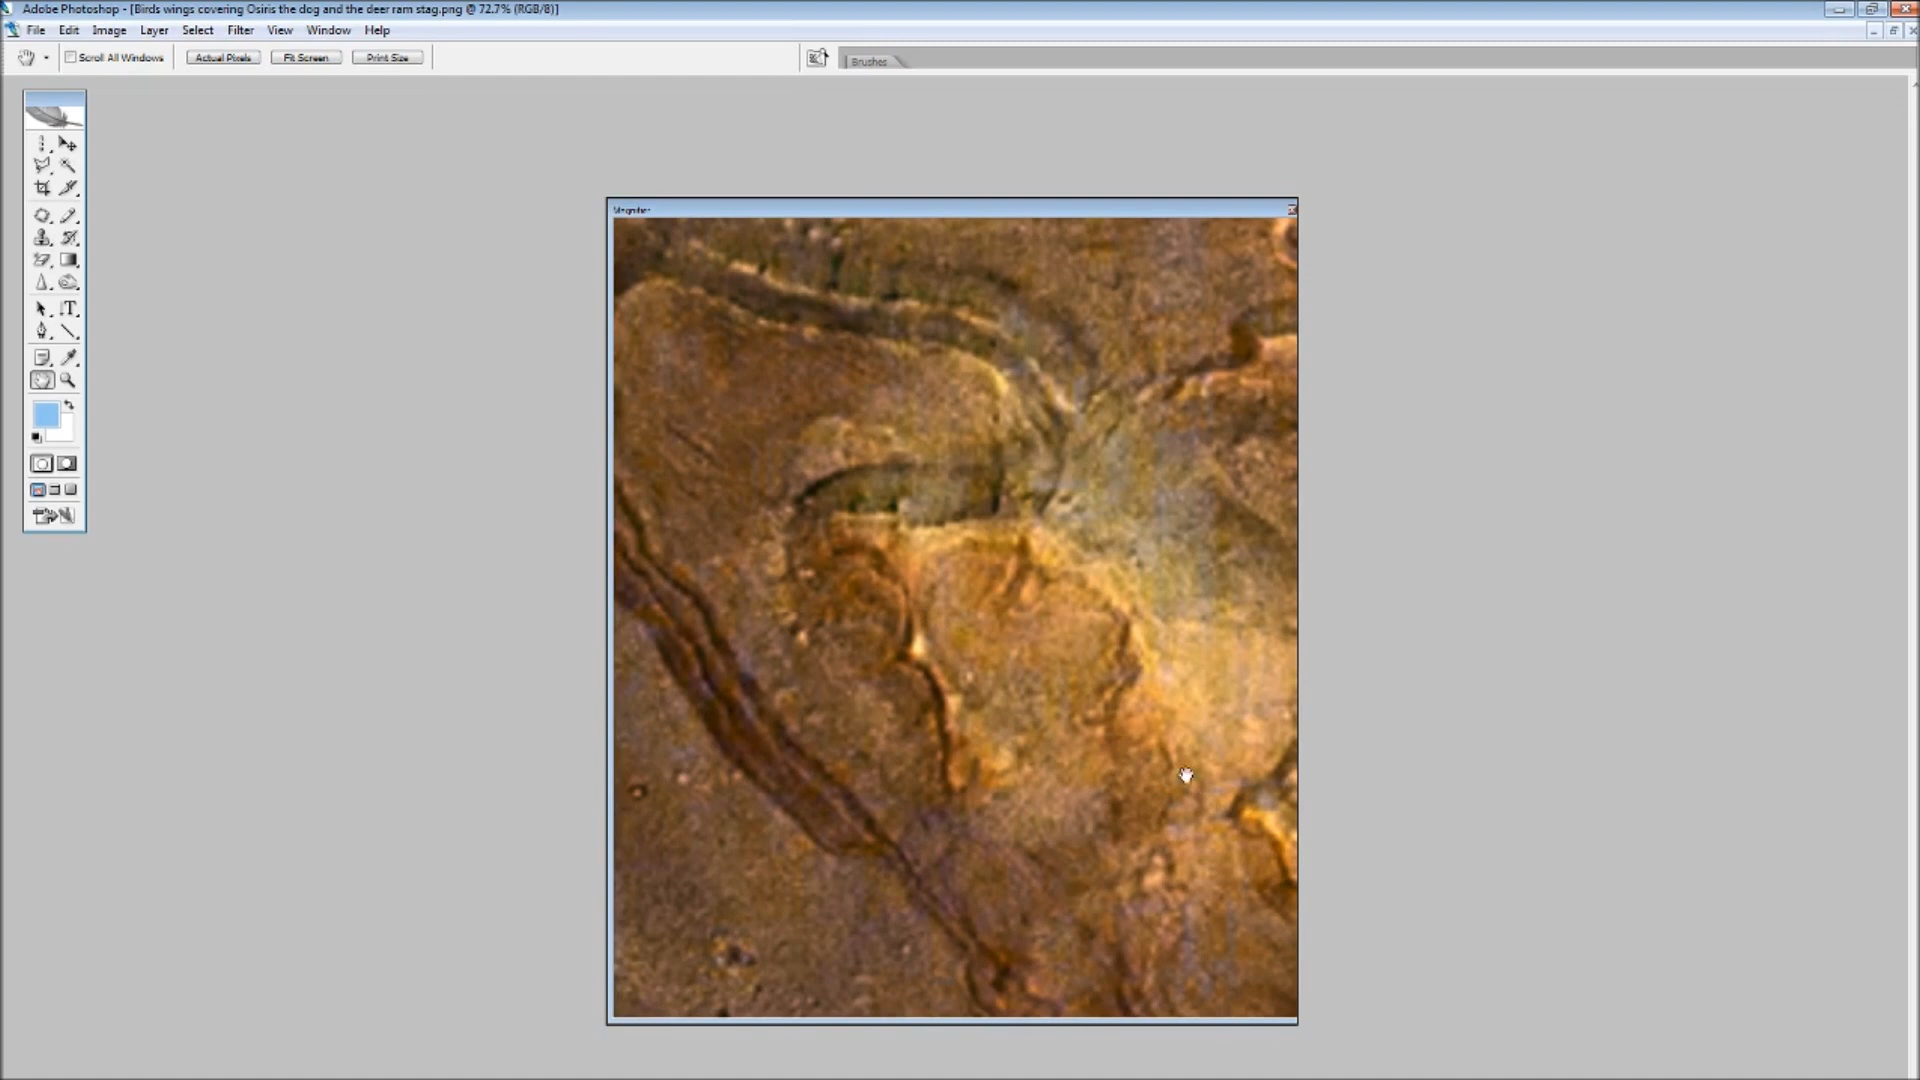 Adobe Photoshop - [Birds wings covering Osiris the dog and the deer ram stag.png @ 72.7% (RGB/8)]
File Edit Image Layer Select Filter View Window Help
Scroll All Windows Actual Pixels Fit Screen Print Size Brushes
Magnifier